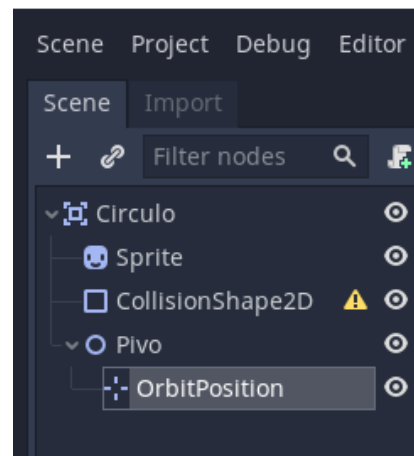 Scene Project Debug Editor
Scene Import
Filter nodes
Circulo
Sprite
CollisionShape2D
Pivo
OrbitPosition